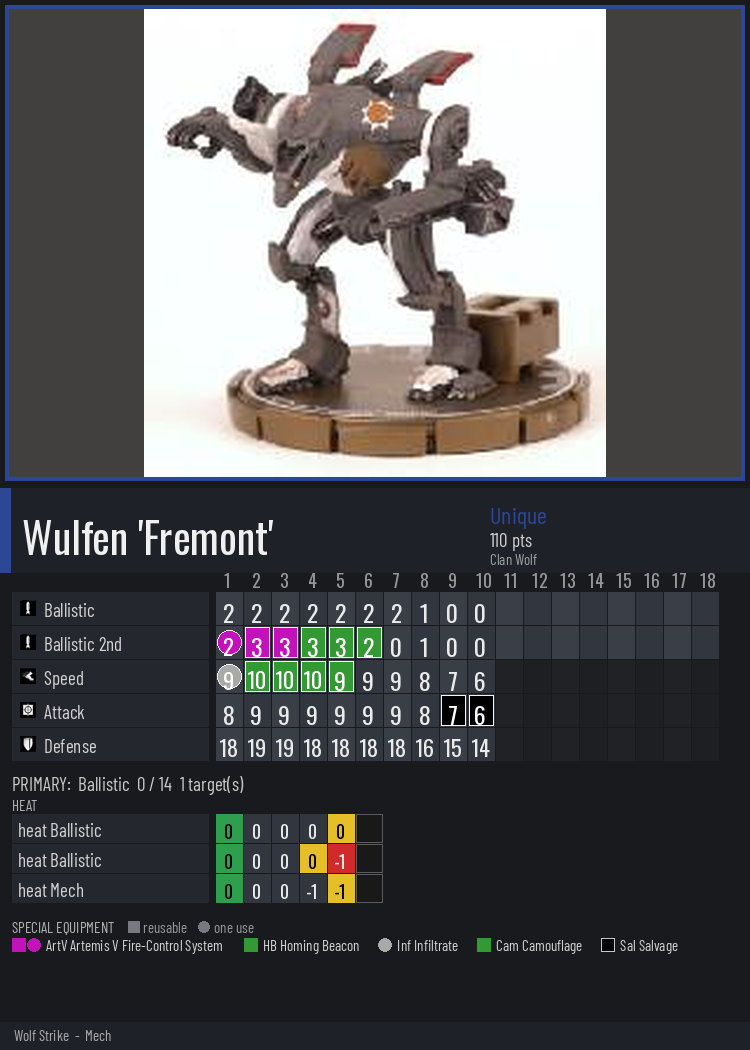 Wulfen 'Fremont'
Unique
110 pts
Clan Wolf
1 2 3 4 5 6 7 8 9 10 11 12 13 14 15 16 17 18
Ballistic 2 2 2 2 2 2 2 1 0 0
Ballistic 2nd 2 3 3 3 3 2 0 1 0 0
Speed 9 10 10 10 9 9 9 8 7 6
Attack 8 9 9 9 9 9 9 8 7 6
Defense 18 19 19 18 18 18 18 16 15 14
PRIMARY: Ballistic 0 / 14 1 target(s)
HEAT
heat Ballistic 0 0 0 0 0
heat Ballistic 0 0 0 0 -1
heat Mech 0 0 0 -1 -1
SPECIAL EQUIPMENT reusable one use
ArtV Artemis V Fire-Control System HB Homing Beacon Inf Infiltrate Cam Camouflage Sal Salvage
Wolf Strike - Mech